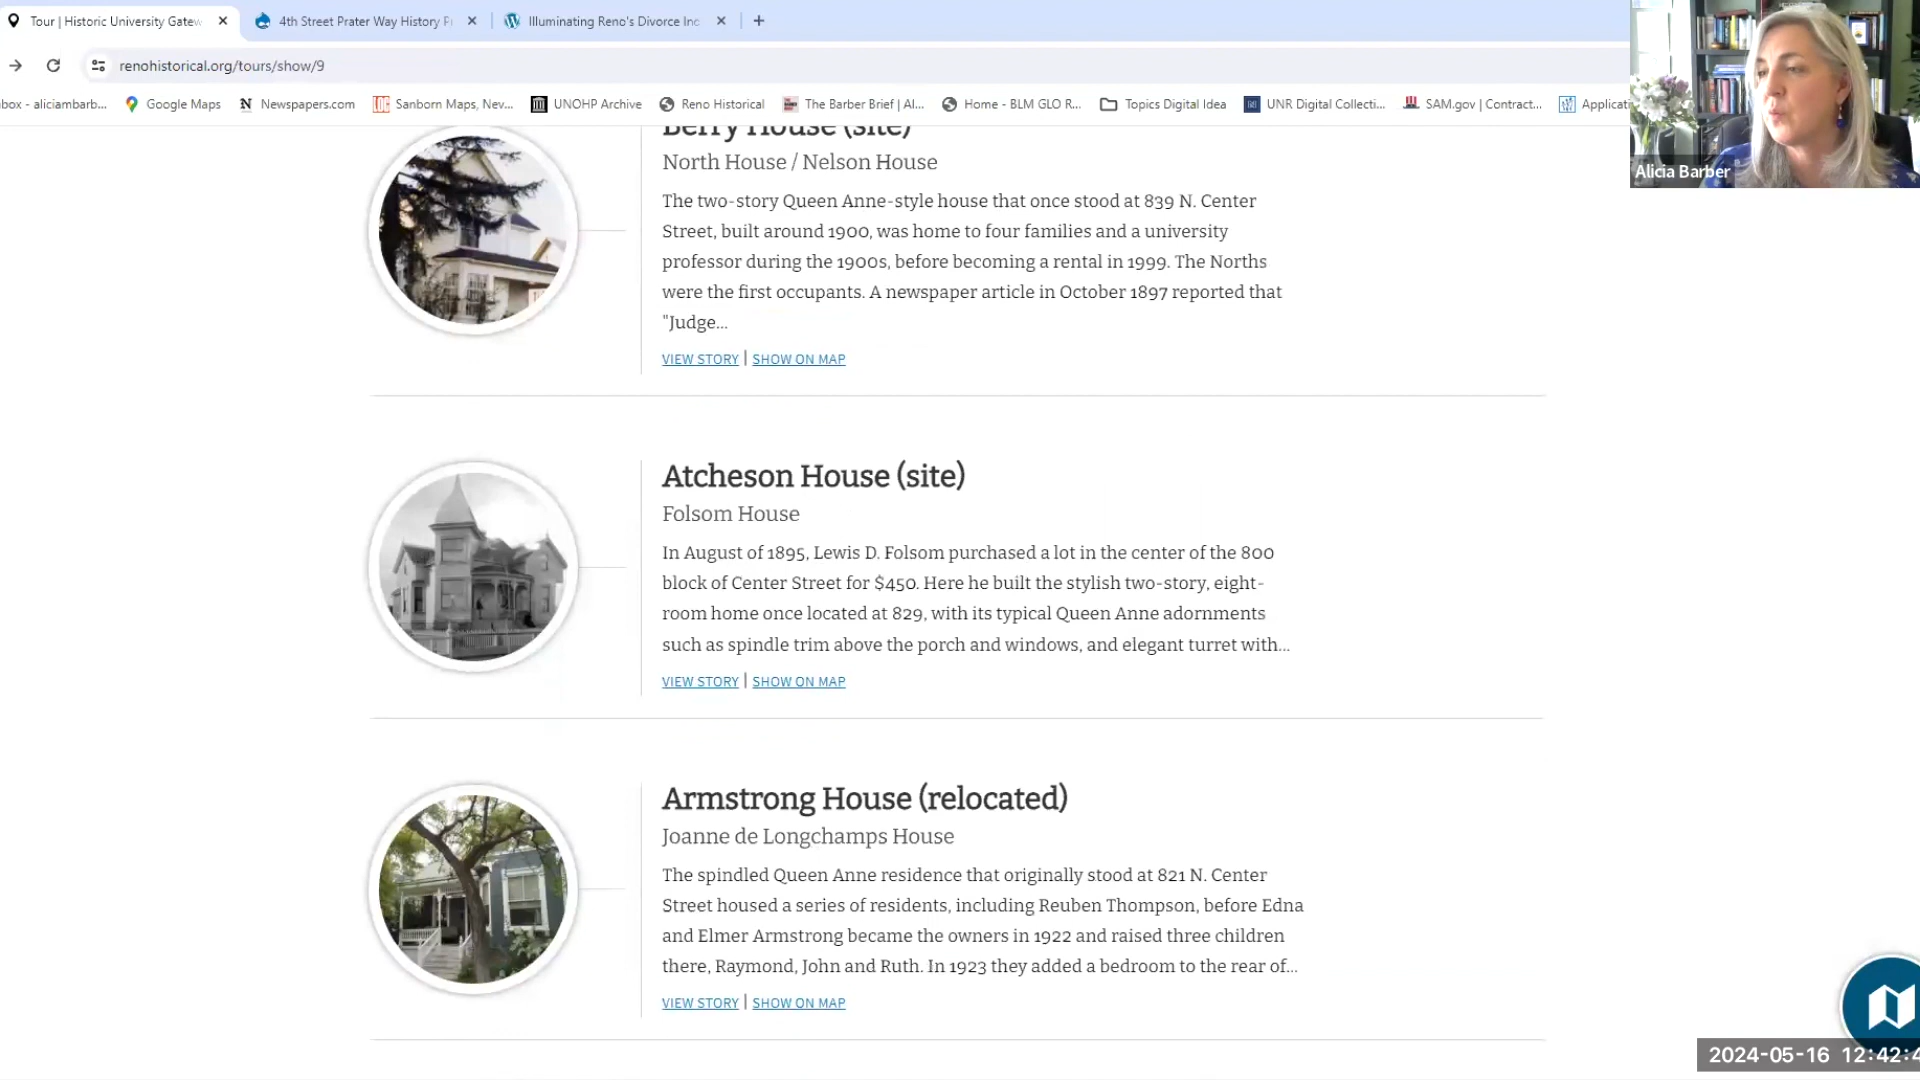 Tour | Historic University Gatew
4th Street Prater Way History P
Illuminating Reno's Divorce Ind
renohistorical.org/tours/show/9
box - aliciambarb...
Google Maps
Newspapers.com
Sanborn Maps, Nev...
UNOHP Archive
Reno Historical
The Barber Brief | Al...
Home - BLM GLO R...
Topics Digital Idea
UNR Digital Collecti...
SAM.gov | Contract...
Applicati
Alicia Barber
Berry House (site)
North House / Nelson House
The two-story Queen Anne-style house that once stood at 839 N. Center
Street, built around 1900, was home to four families and a university
professor during the 1900s, before becoming a rental in 1999. The Norths
were the first occupants. A newspaper article in October 1897 reported that
"Judge...
VIEW STORY | SHOW ON MAP
Atcheson House (site)
Folsom House
In August of 1895, Lewis D. Folsom purchased a lot in the center of the 800
block of Center Street for $450. Here he built the stylish two-story, eight-
room home once located at 829, with its typical Queen Anne adornments
such as spindle trim above the porch and windows, and elegant turret with...
VIEW STORY | SHOW ON MAP
Armstrong House (relocated)
Joanne de Longchamps House
The spindled Queen Anne residence that originally stood at 821 N. Center
Street housed a series of residents, including Reuben Thompson, before Edna
and Elmer Armstrong became the owners in 1922 and raised three children
there, Raymond, John and Ruth. In 1923 they added a bedroom to the rear of...
VIEW STORY | SHOW ON MAP
2024-05-16 12:42:4